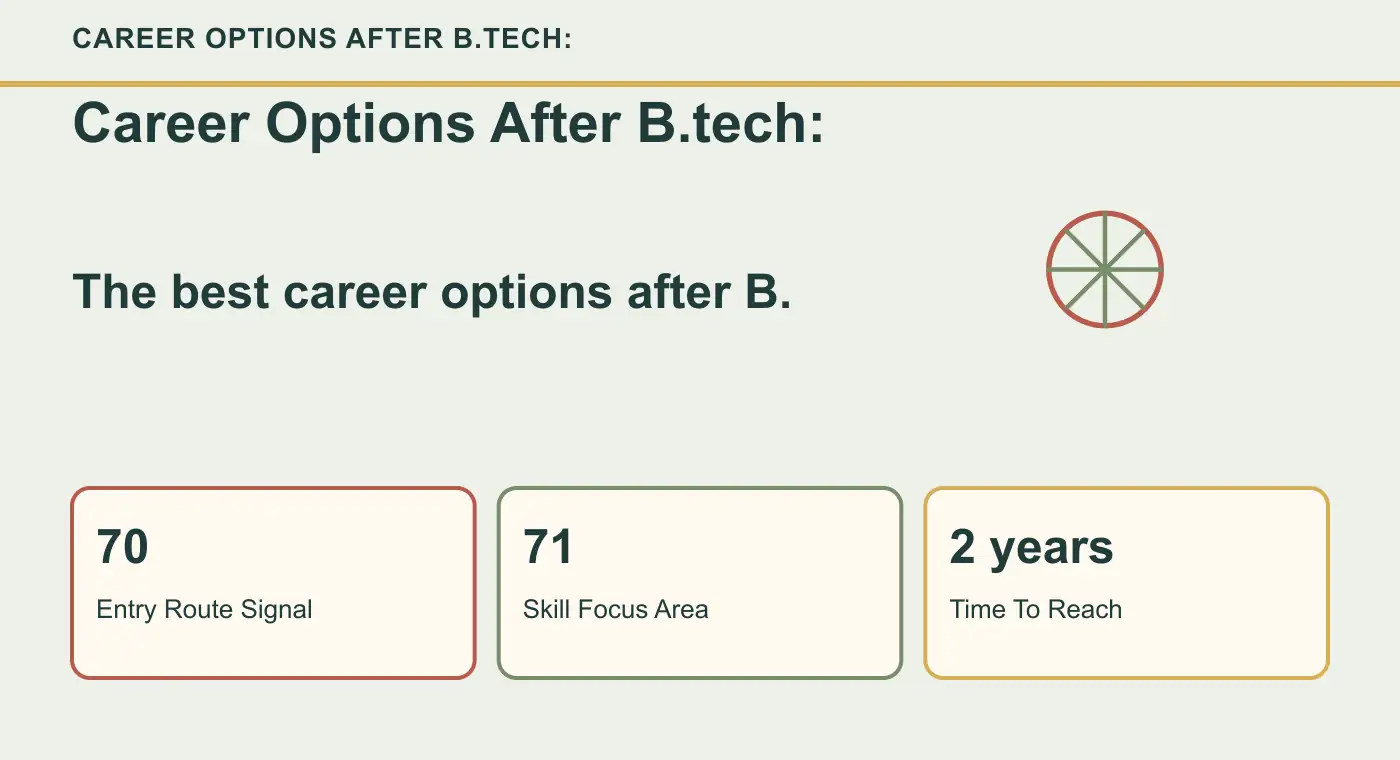 CAREER OPTIONS AFTER B.TECH:
Career Options After B.tech:
The best career options after B.
70
Entry Route Signal
71
Skill Focus Area
2 years
Time To Reach